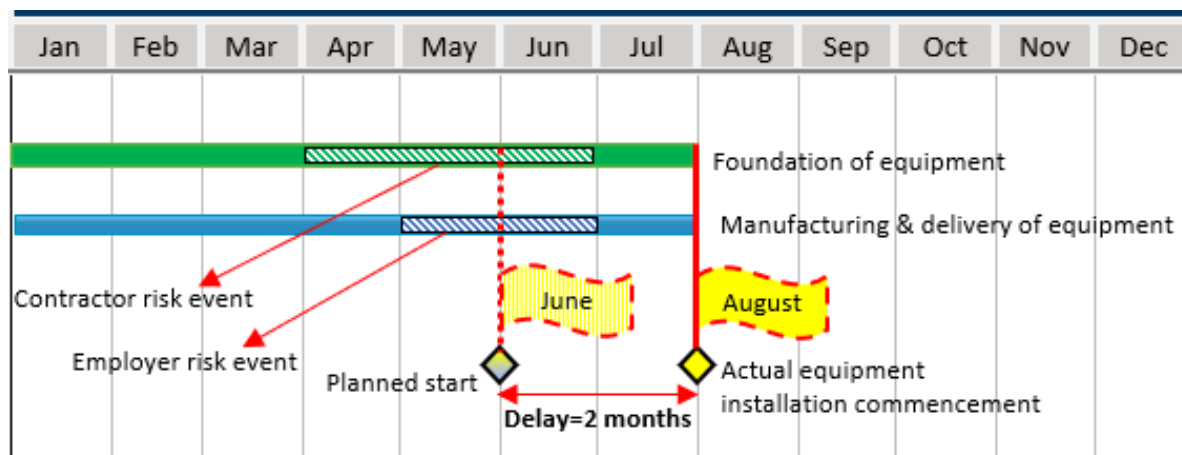 Jan Feb Mar Apr May Jun Jul Aug Sep Oct Nov Dec
Foundation of equipment
Manufacturing & delivery of equipment
Contractor risk event
June
August
Employer risk event
Planned start
Actual equipment
installation commencement
Delay=2 months